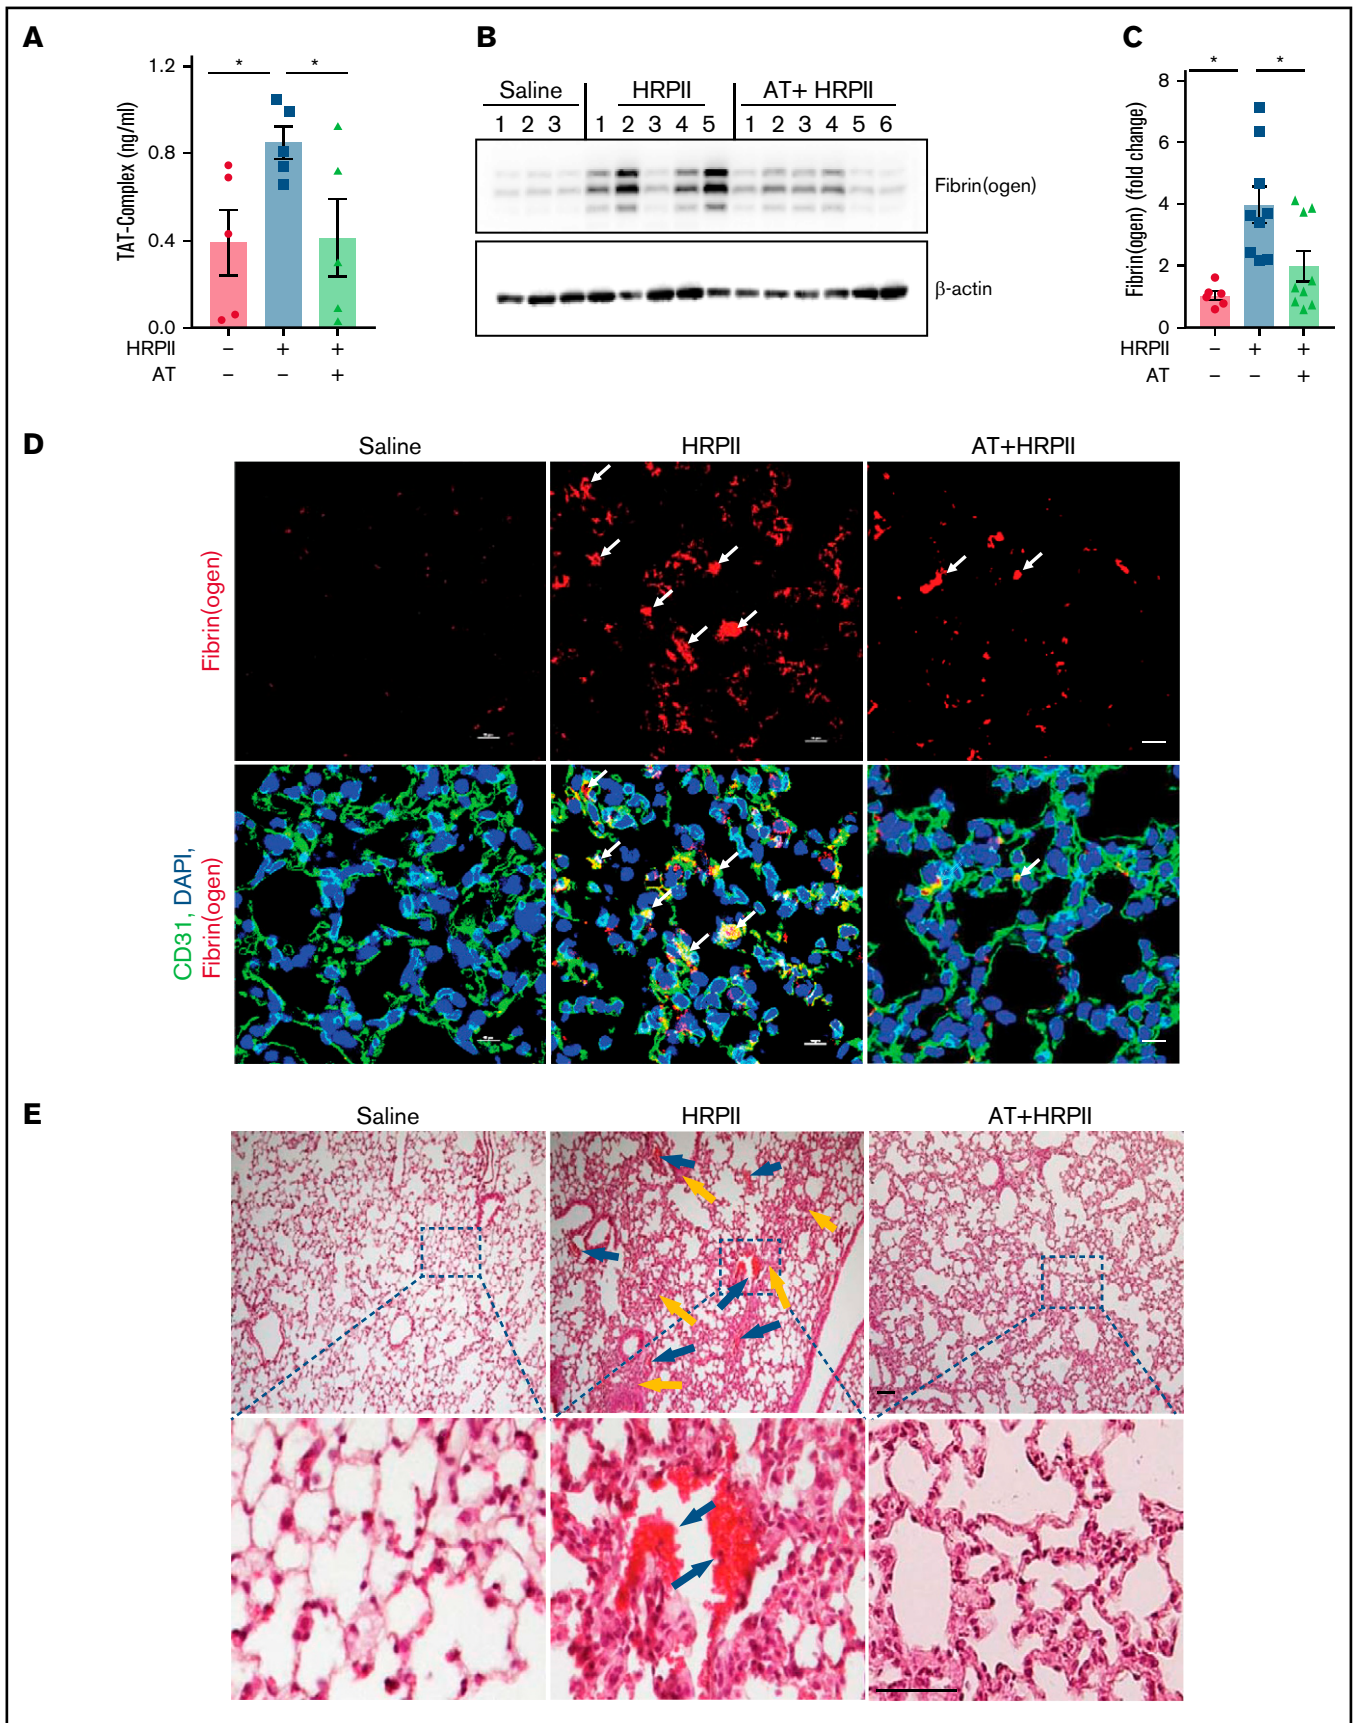 A
TAT-Complex (ng/ml)
1.2
0.8
0.4
0.0
* *
HRPII − + +
AT − − +
B
Saline HRPII AT+ HRPII
1 2 3 1 2 3 4 5 1 2 3 4 5 6
Fibrin(ogen)
β-actin
C
Fibrin(ogen) (fold change)
8
6
4
2
0
* *
HRPII − + +
AT − − +
D
Saline HRPII AT+HRPII
Fibrin(ogen)
CD31, DAPI,
Fibrin(ogen)
E
Saline HRPII AT+HRPII